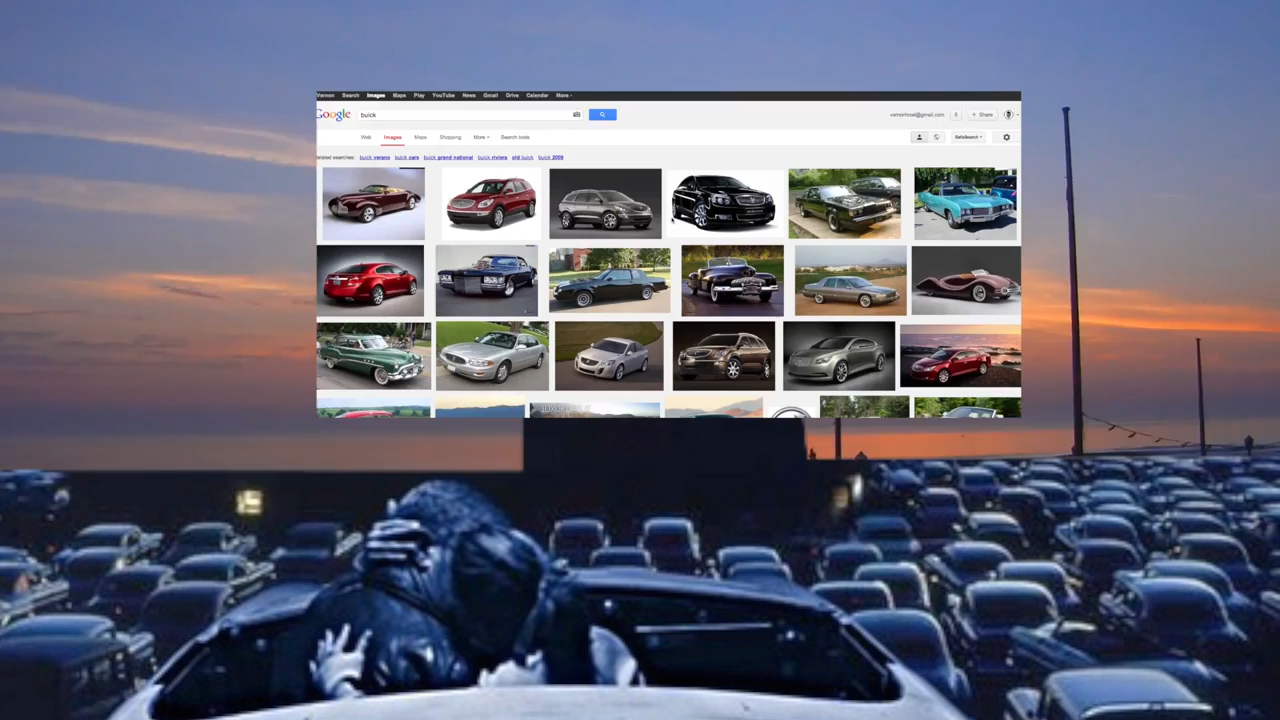 Vernon Search Images Maps Play YouTube News Gmail Drive Calendar More
Google buick + Share
Web Images Maps Shopping More Search tools SafeSearch
related searches: buick verano buick cars buick grand national buick riviera old buick buick 2009